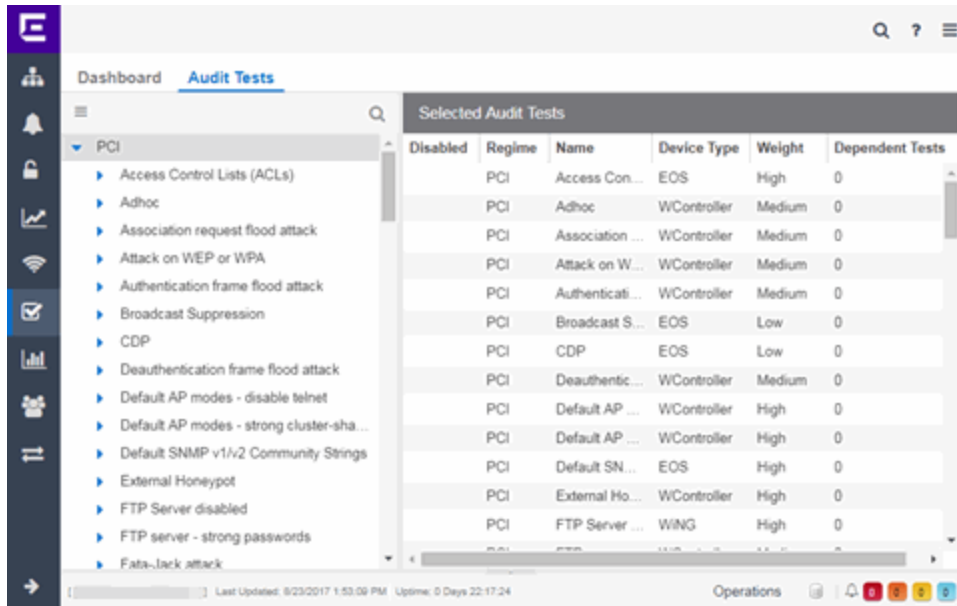 Dashboard Audit Tests
Selected Audit Tests
PCI
Access Control Lists (ACLs)
Adhoc
Association request flood attack
Attack on WEP or WPA
Authentication frame flood attack
Broadcast Suppression
CDP
Deauthentication frame flood attack
Default AP modes - disable telnet
Default AP modes - strong cluster-sha...
Default SNMP v1/v2 Community Strings
External Honeypot
FTP Server disabled
FTP server - strong passwords
Fata-Jack attack
Disabled Regime Name Device Type Weight Dependent Tests
PCI Access Con... EOS High 0
PCI Adhoc WController Medium 0
PCI Association ... WController Medium 0
PCI Attack on W... WController Medium 0
PCI Authenticati... WController Medium 0
PCI Broadcast S... EOS Low 0
PCI CDP EOS Low 0
PCI Deauthentic... WController Medium 0
PCI Default AP ... WController High 0
PCI Default AP ... WController High 0
PCI Default SN... EOS High 0
PCI External Ho... WController High 0
PCI FTP Server ... WiNG High 0
[ ] Last Updated: 8/23/2017 1:53:09 PM Uptime: 0 Days 22:17:24 Operations 0 0 0 0